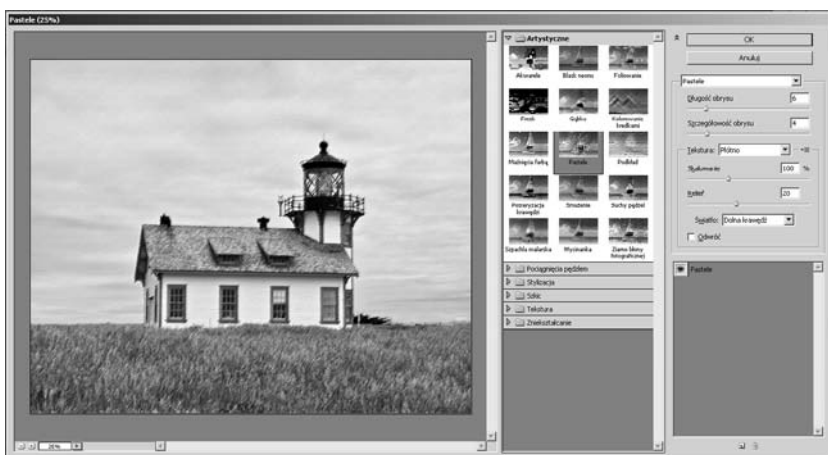 Pastele (25%)
Artystyczne
Akwarele
Blask neonu
Foliowanie
Fresk
Gąbka
Kolorowanie kredkami
Maźnięcia farbą
Pastele
Podkład
Posteryzacja krawędzi
Smużenie
Suchy pędzel
Szpachla malarska
Wycinanka
Ziarno błony fotograficznej
Pociągnięcia pędzlem
Stylizacja
Szkic
Tekstura
Zniekształcanie
OK
Anuluj
Pastele
Długość obrysu 6
Szczegółowość obrysu 4
Tekstura: Płótno
Skalowanie 100 %
Relief 20
Światło: Dolna krawędź
Odwróć
Pastele
25%